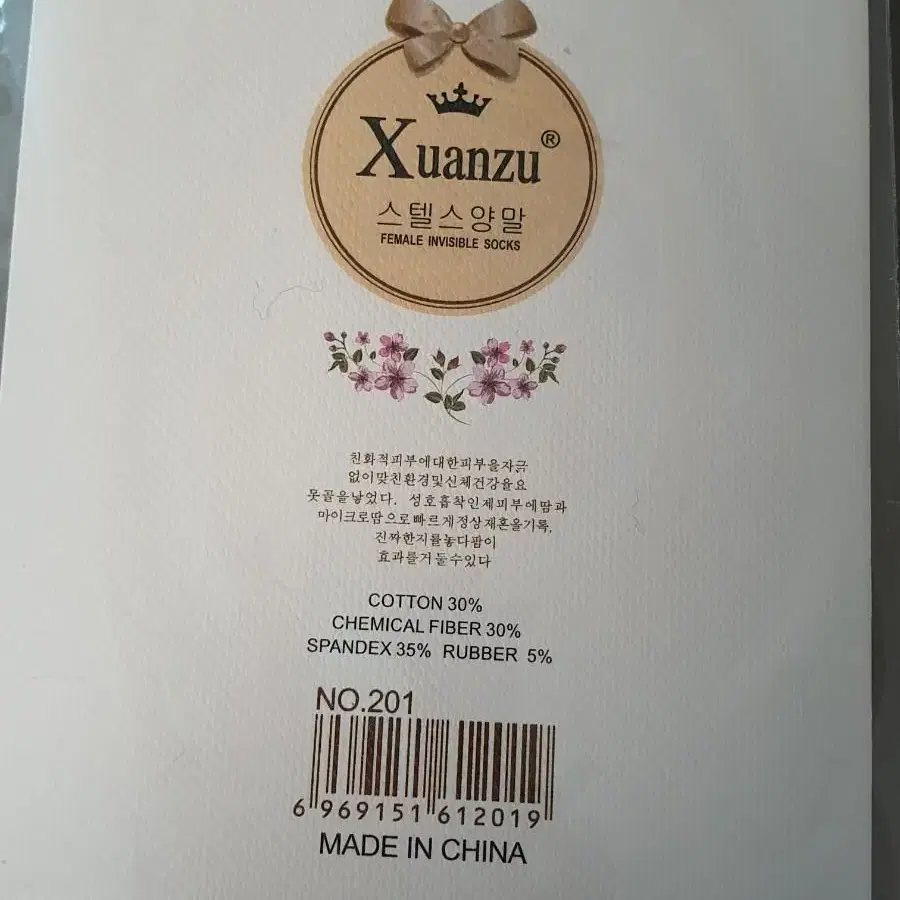 Xuanzu®
스텔스양말
FEMALE INVISIBLE SOCKS
친화적피부에대한피부을자극
없이맞친환경및신체건강율요
못골을낳었다. 성호흡착인제피부에땀과
마이크로땀으로빠르게정상재혼을기록,
진짜한지률놓다팜이
효과를거둘수있다
COTTON 30%
CHEMICAL FIBER 30%
SPANDEX 35% RUBBER 5%
NO.201
6 969151 612019
MADE IN CHINA